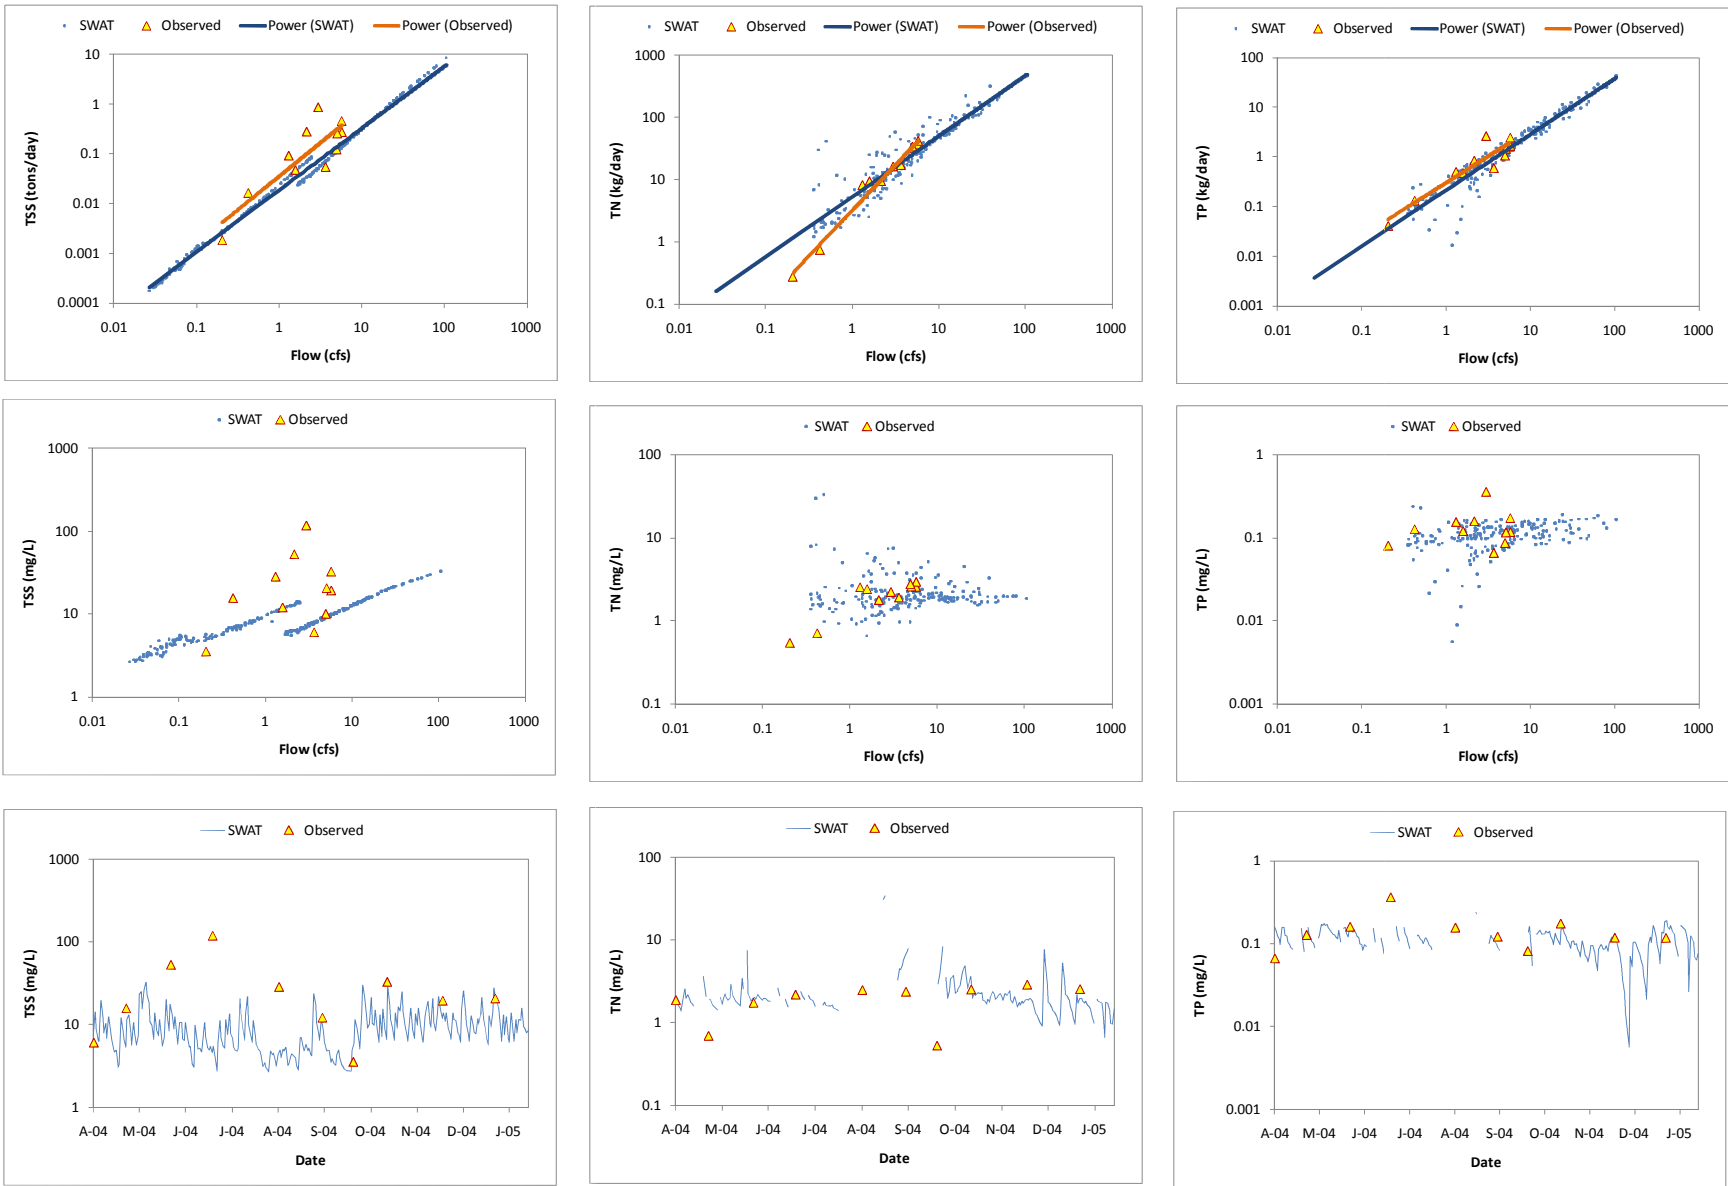 SWAT Observed Power (SWAT) Power (Observed)
TSS (tons/day)
10
1
0.1
0.01
0.001
0.0001
0.01 0.1 1 10 100 1000
Flow (cfs)
SWAT Observed Power (SWAT) Power (Observed)
TN (kg/day)
1000
100
10
1
0.1
0.01 0.1 1 10 100 1000
Flow (cfs)
SWAT Observed Power (SWAT) Power (Observed)
TP (kg/day)
100
10
1
0.1
0.01
0.001
0.01 0.1 1 10 100 1000
Flow (cfs)
SWAT Observed
TSS (mg/L)
1000
100
10
1
0.01 0.1 1 10 100 1000
Flow (cfs)
SWAT Observed
TN (mg/L)
100
10
1
0.1
0.01 0.1 1 10 100 1000
Flow (cfs)
SWAT Observed
TP (mg/L)
1
0.1
0.01
0.001
0.01 0.1 1 10 100 1000
Flow (cfs)
SWAT Observed
TSS (mg/L)
1000
100
10
1
A-04 M-04 J-04 J-04 A-04 S-04 O-04 N-04 D-04 J-05
Date
SWAT Observed
TN (mg/L)
100
10
1
0.1
A-04 M-04 J-04 J-04 A-04 S-04 O-04 N-04 D-04 J-05
Date
SWAT Observed
TP (mg/L)
1
0.1
0.01
0.001
A-04 M-04 J-04 J-04 A-04 S-04 O-04 N-04 D-04 J-05
Date